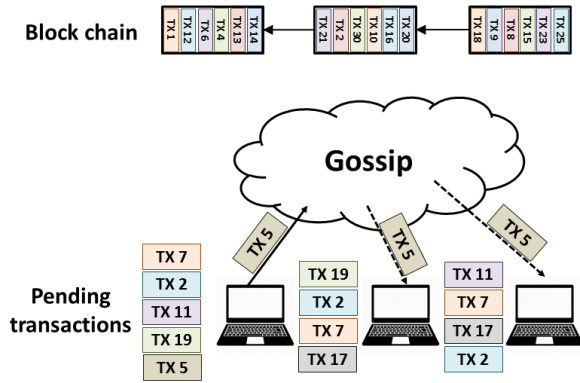 Block chain
TX 1
TX 12
TX 6
TX 4
TX 13
TX 14
TX 21
TX 2
TX 30
TX 10
TX 16
TX 20
TX 18
TX 9
TX 8
TX 15
TX 23
TX 25
Gossip
TX 5
TX 5
TX 5
Pending
transactions
TX 7
TX 2
TX 11
TX 19
TX 5
TX 19
TX 2
TX 7
TX 17
TX 11
TX 7
TX 17
TX 2